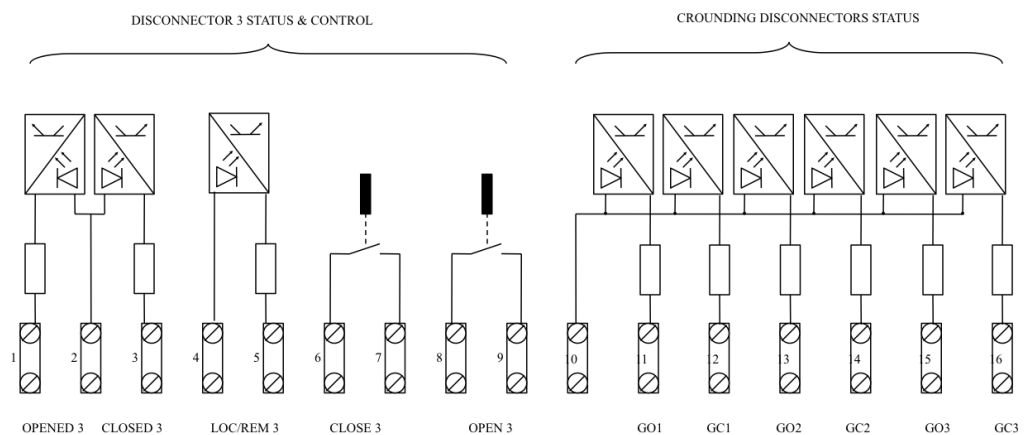 DISCONNECTOR 3 STATUS & CONTROL
CROUNDING DISCONNECTORS STATUS
1 2 3 4 5 6 7 8 9 10 11 12 13 14 15 16
OPENED 3 CLOSED 3 LOC/REM 3 CLOSE 3 OPEN 3 GO1 GC1 GO2 GC2 GO3 GC3